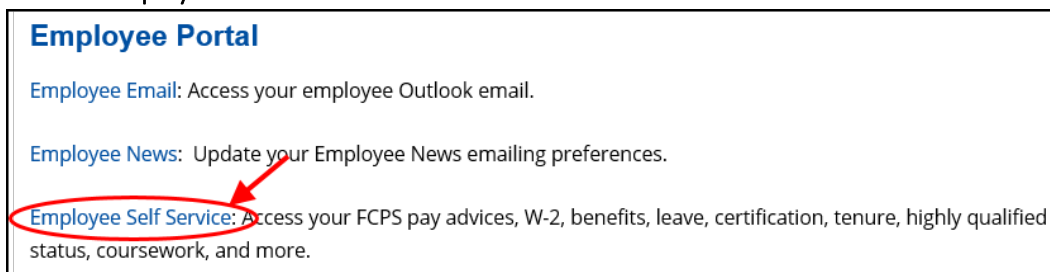 Employee Portal
Employee Email: Access your employee Outlook email.
Employee News: Update your Employee News emailing preferences.
Employee Self Service: Access your FCPS pay advices, W-2, benefits, leave, certification, tenure, highly qualified
status, coursework, and more.